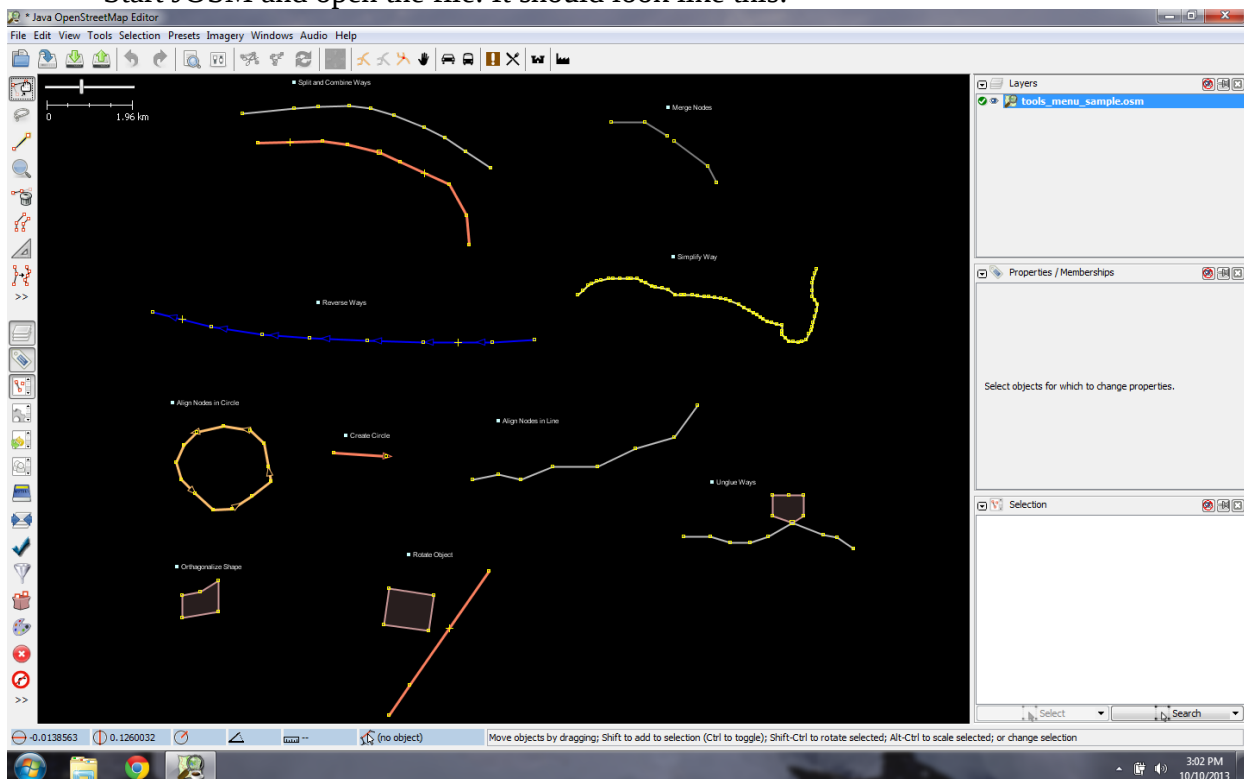 Start JOSM and open the file. It should look like this:
* Java OpenStreetMap Editor
File Edit View Tools Selection Presets Imagery Windows Audio Help
0 1.96 km
Split and Combine Ways
Merge Nodes
Simplify Way
Reverse Ways
Align Nodes in Circle
Create Circle
Align Nodes in Line
Unglue Ways
Orthagonalize Shape
Rotate Object
>>
>>
Layers
tools_menu_sample.osm
Properties / Memberships
Select objects for which to change properties.
Selection
Select
Search
-0.0138563
0.1260032
--
(no object)
Move objects by dragging; Shift to add to selection (Ctrl to toggle); Shift-Ctrl to rotate selected; Alt-Ctrl to scale selected; or change selection
3:02 PM
10/10/2013